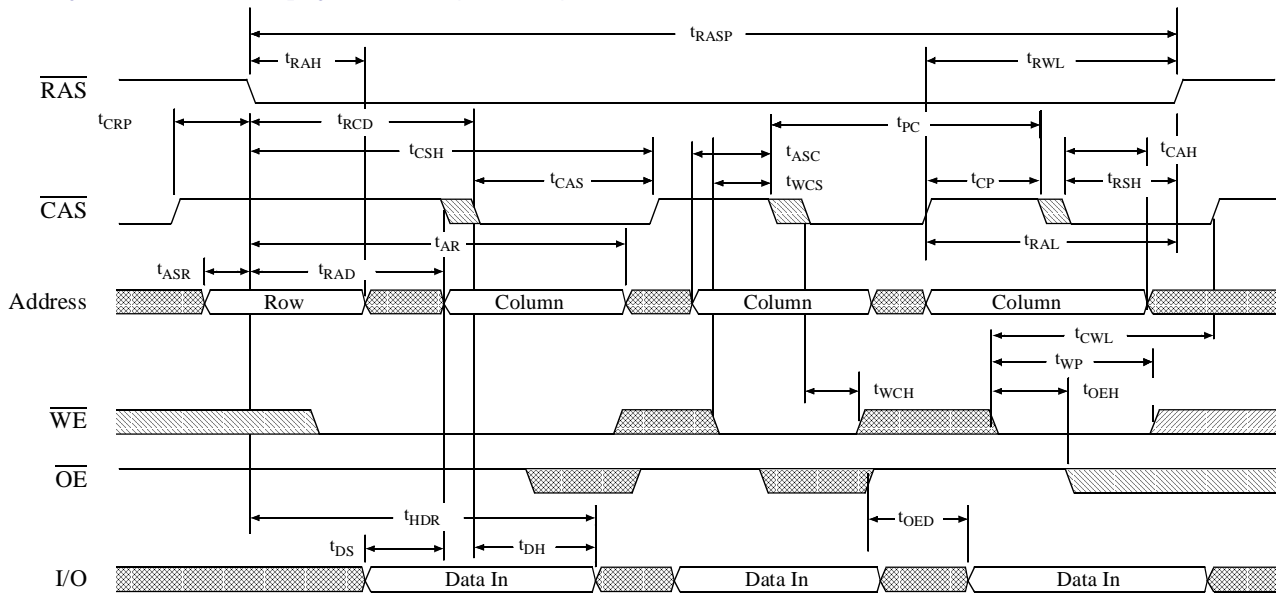 tRASP
tRAH
tRWL
RAS
tCRP
tRCD
tPC
tCSH
tASC
tCAH
tCAS
tWCS
tCP
tRSH
CAS
tAR
tRAL
tASR
tRAD
Address
Row
Column
Column
Column
tCWL
tWP
tWCH
tOEH
WE
OE
tHDR
tOED
tDS
tDH
I/O
Data In
Data In
Data In